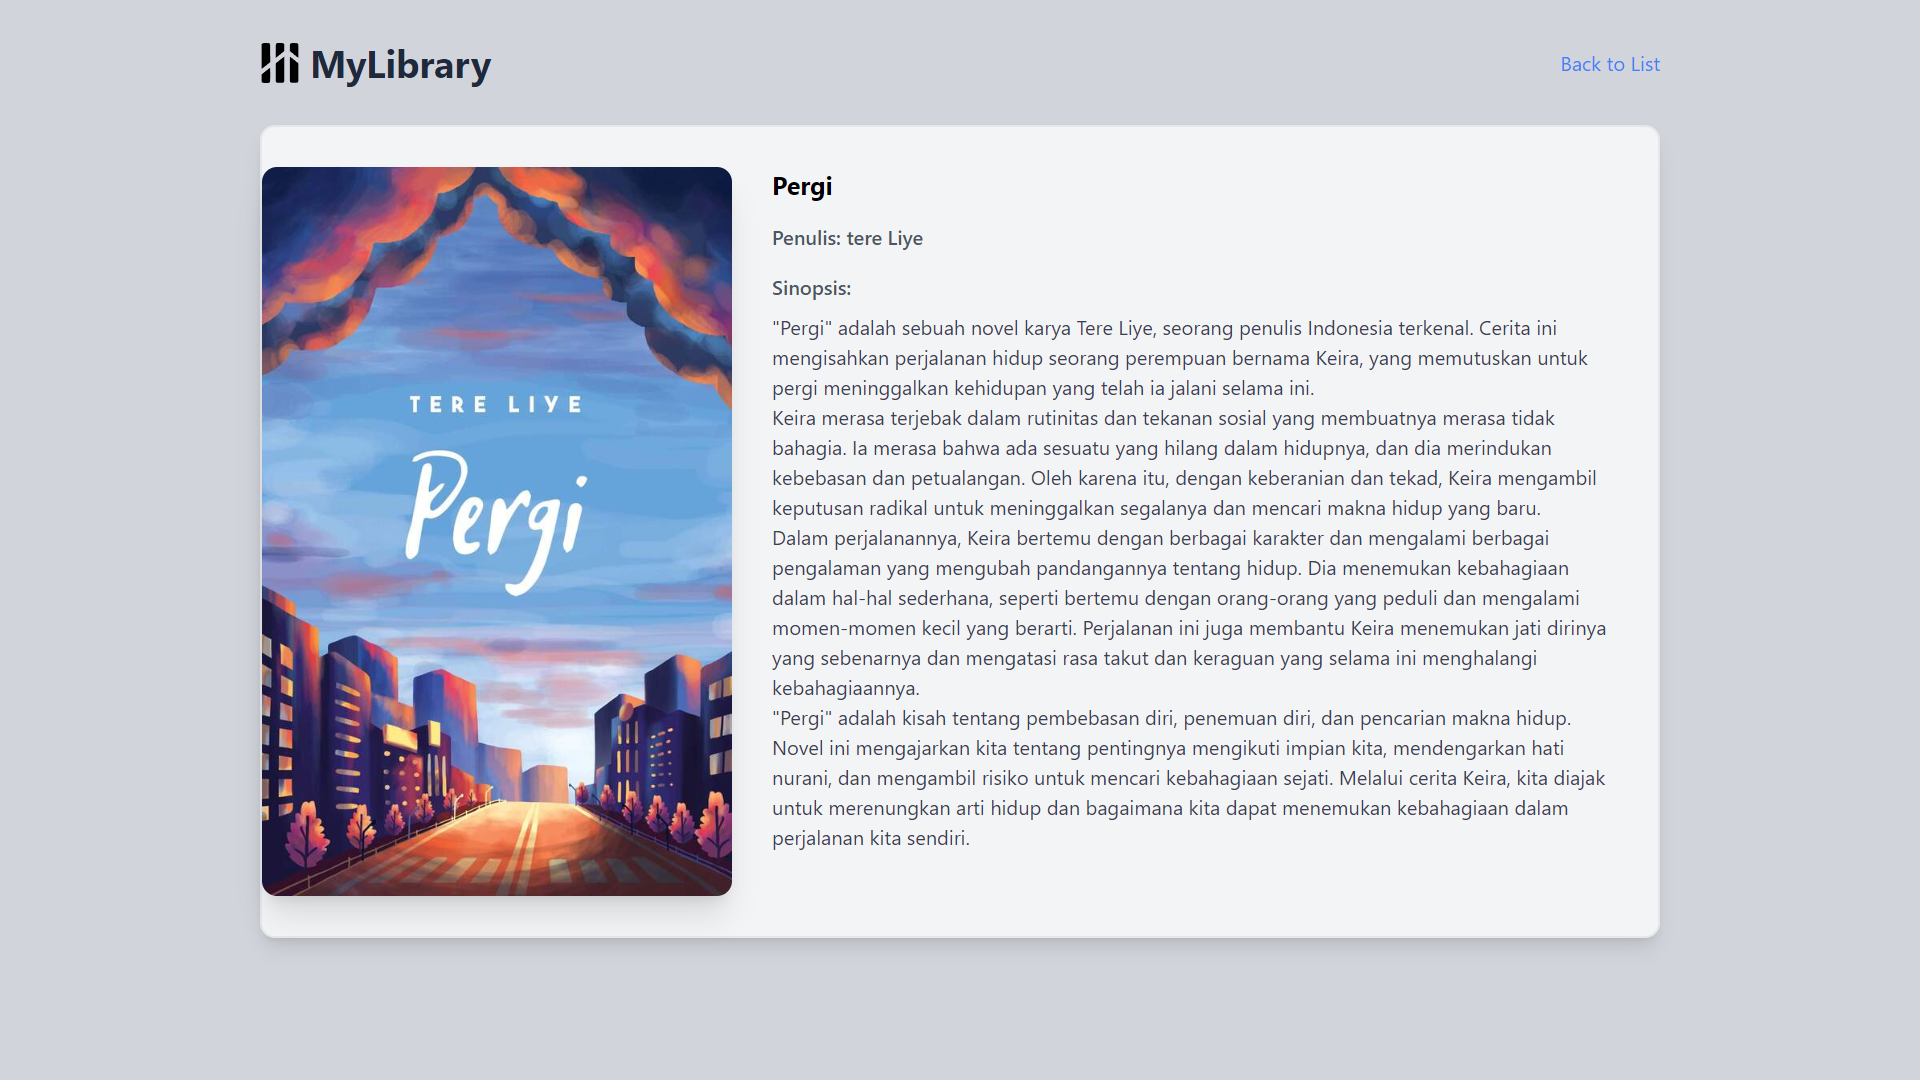 MyLibrary
Back to List
TERE LIYE
Pergi
Pergi
Penulis: tere Liye
Sinopsis:
"Pergi" adalah sebuah novel karya Tere Liye, seorang penulis Indonesia terkenal. Cerita ini
mengisahkan perjalanan hidup seorang perempuan bernama Keira, yang memutuskan untuk
pergi meninggalkan kehidupan yang telah ia jalani selama ini.
Keira merasa terjebak dalam rutinitas dan tekanan sosial yang membuatnya merasa tidak
bahagia. Ia merasa bahwa ada sesuatu yang hilang dalam hidupnya, dan dia merindukan
kebebasan dan petualangan. Oleh karena itu, dengan keberanian dan tekad, Keira mengambil
keputusan radikal untuk meninggalkan segalanya dan mencari makna hidup yang baru.
Dalam perjalanannya, Keira bertemu dengan berbagai karakter dan mengalami berbagai
pengalaman yang mengubah pandangannya tentang hidup. Dia menemukan kebahagiaan
dalam hal-hal sederhana, seperti bertemu dengan orang-orang yang peduli dan mengalami
momen-momen kecil yang berarti. Perjalanan ini juga membantu Keira menemukan jati dirinya
yang sebenarnya dan mengatasi rasa takut dan keraguan yang selama ini menghalangi
kebahagiaannya.
"Pergi" adalah kisah tentang pembebasan diri, penemuan diri, dan pencarian makna hidup.
Novel ini mengajarkan kita tentang pentingnya mengikuti impian kita, mendengarkan hati
nurani, dan mengambil risiko untuk mencari kebahagiaan sejati. Melalui cerita Keira, kita diajak
untuk merenungkan arti hidup dan bagaimana kita dapat menemukan kebahagiaan dalam
perjalanan kita sendiri.